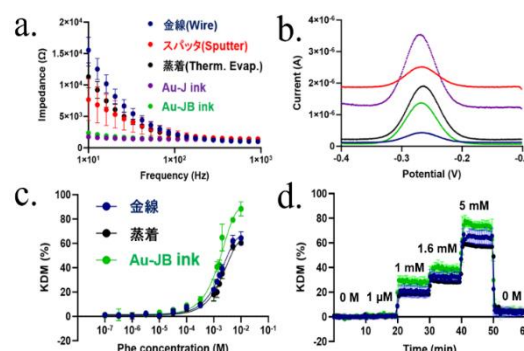 a.
2×10⁴
1.5×10⁴
1×10⁴
5×10³
0
Impedance (Ω)
1×10¹
1×10²
1×10³
Frequency (Hz)
金線(Wire)
スパッタ(Sputter)
蒸着(Therm. Evap.)
Au-J ink
Au-JB ink
b.
4×10⁻⁶
3×10⁻⁶
2×10⁻⁶
1×10⁻⁶
0
Current (A)
-0.4
-0.3
-0.2
Potential (V)
c.
100
80
60
40
20
0
KDM (%)
金線
蒸着
Au-JB ink
10⁻⁷
10⁻⁶
10⁻⁵
10⁻⁴
10⁻³
10⁻²
10⁻¹
Phe concentration (M)
d.
100
80
60
40
20
0
KDM (%)
0 M
1 μM
1 mM
1.6 mM
5 mM
0 M
0
10
20
30
40
50
Time (min)